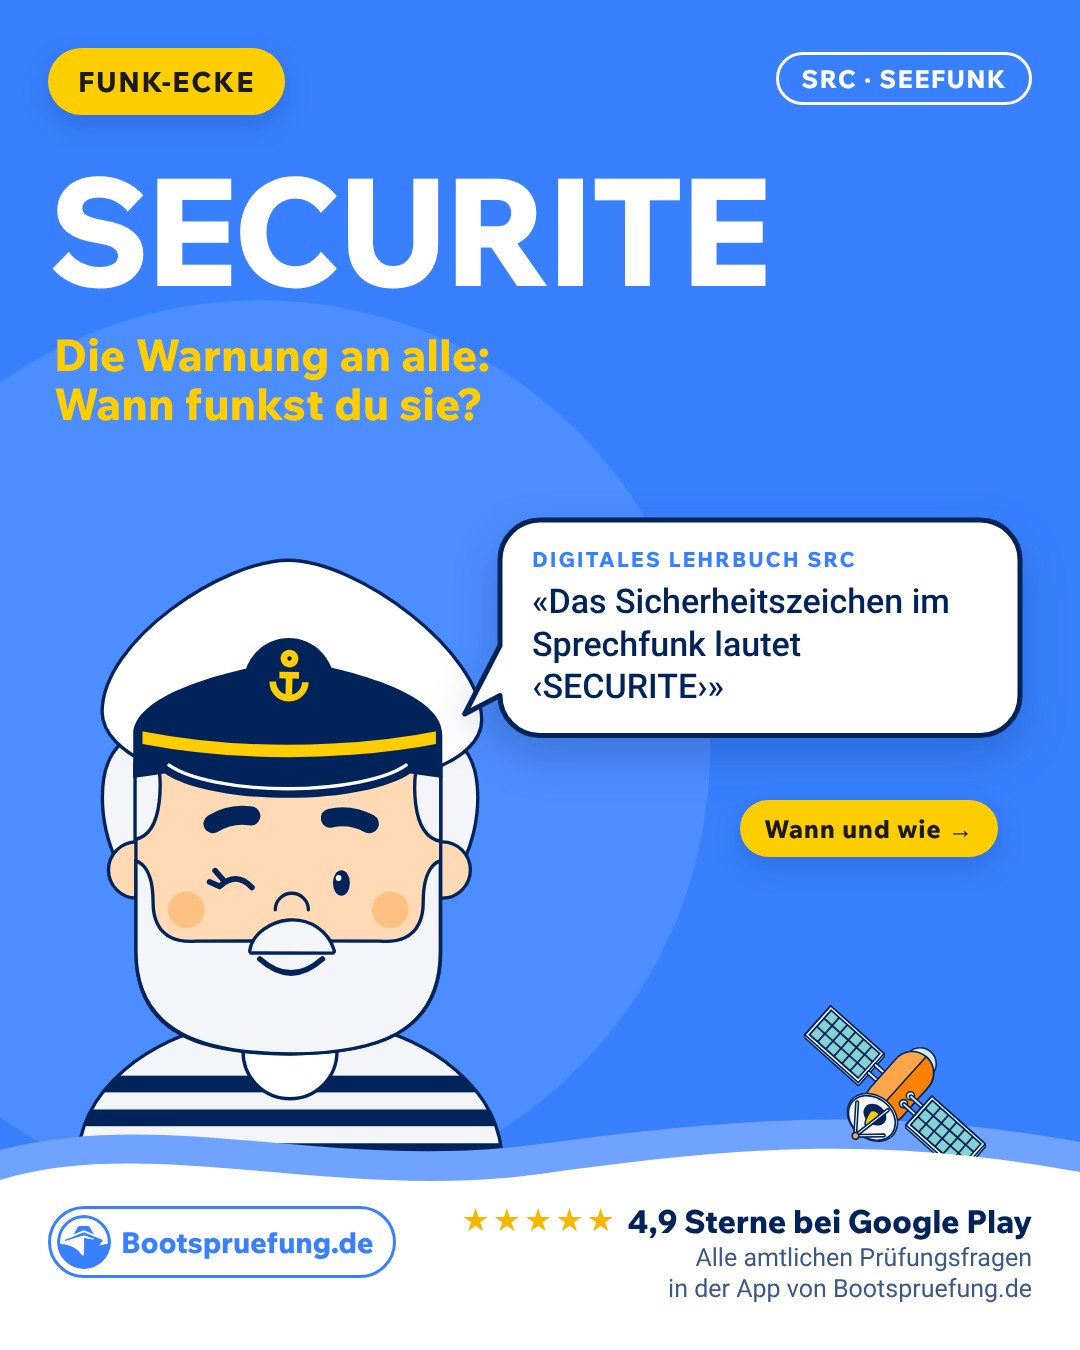 FUNK-ECKE
SRC · SEEFUNK
SECURITE
Die Warnung an alle:
Wann funkst du sie?
DIGITALES LEHRBUCH SRC
«Das Sicherheitszeichen im
Sprechfunk lautet
‹SECURITE›»
Wann und wie →
Bootspruefung.de
★★★★★ 4,9 Sterne bei Google Play
Alle amtlichen Prüfungsfragen
in der App von Bootspruefung.de